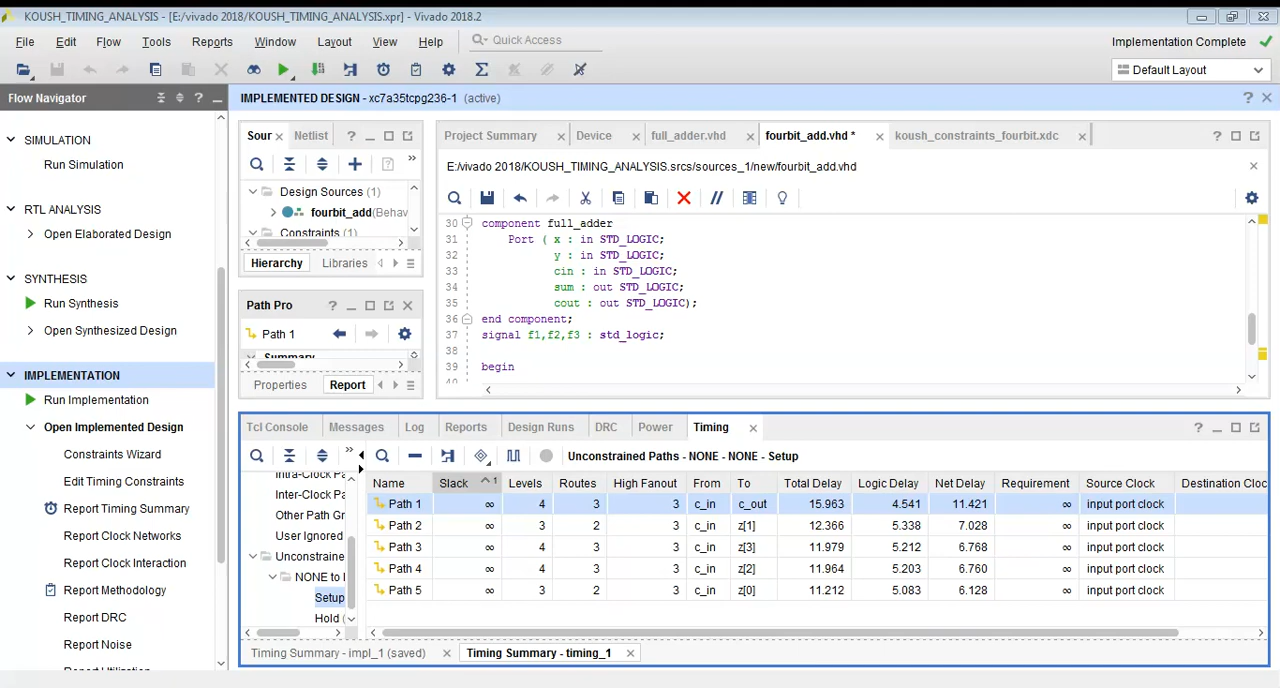 KOUSH_TIMING_ANALYSIS - [E:/vivado 2018/KOUSH_TIMING_ANALYSIS.xpr] - Vivado 2018.2
File Edit Flow Tools Reports Window Layout View Help Quick Access
Implementation Complete
Default Layout
Flow Navigator
SIMULATION
Run Simulation
RTL ANALYSIS
Open Elaborated Design
SYNTHESIS
Run Synthesis
Open Synthesized Design
IMPLEMENTATION
Run Implementation
Open Implemented Design
Constraints Wizard
Edit Timing Constraints
Report Timing Summary
Report Clock Networks
Report Clock Interaction
Report Methodology
Report DRC
Report Noise
IMPLEMENTED DESIGN - xc7a35tcpg236-1 (active)
Sour Netlist
Design Sources (1)
fourbit_add(Behav
Constraints (1)
Hierarchy Libraries
Path Pro
Path 1
Summary
Properties Report
Project Summary Device full_adder.vhd fourbit_add.vhd * koush_constraints_fourbit.xdc
E:/vivado 2018/KOUSH_TIMING_ANALYSIS.srcs/sources_1/new/fourbit_add.vhd
30 component full_adder
31 Port ( x : in STD_LOGIC;
32 y : in STD_LOGIC;
33 cin : in STD_LOGIC;
34 sum : out STD_LOGIC;
35 cout : out STD_LOGIC);
36 end component;
37 signal f1,f2,f3 : std_logic;
38
39 begin
40
Tcl Console Messages Log Reports Design Runs DRC Power Timing
Unconstrained Paths - NONE - NONE - Setup
Intra-Clock Pa
Inter-Clock Pa
Other Path Gr
User Ignored
Unconstraine
NONE to
Setup
Hold (
Name Slack 1 Levels Routes High Fanout From To Total Delay Logic Delay Net Delay Requirement Source Clock Destination Cloc
Path 1 ∞ 4 3 3 c_in c_out 15.963 4.541 11.421 ∞ input port clock
Path 2 ∞ 3 2 3 c_in z[1] 12.366 5.338 7.028 ∞ input port clock
Path 3 ∞ 4 3 3 c_in z[3] 11.979 5.212 6.768 ∞ input port clock
Path 4 ∞ 4 3 3 c_in z[2] 11.964 5.203 6.760 ∞ input port clock
Path 5 ∞ 3 2 3 c_in z[0] 11.212 5.083 6.128 ∞ input port clock
Timing Summary - impl_1 (saved) Timing Summary - timing_1